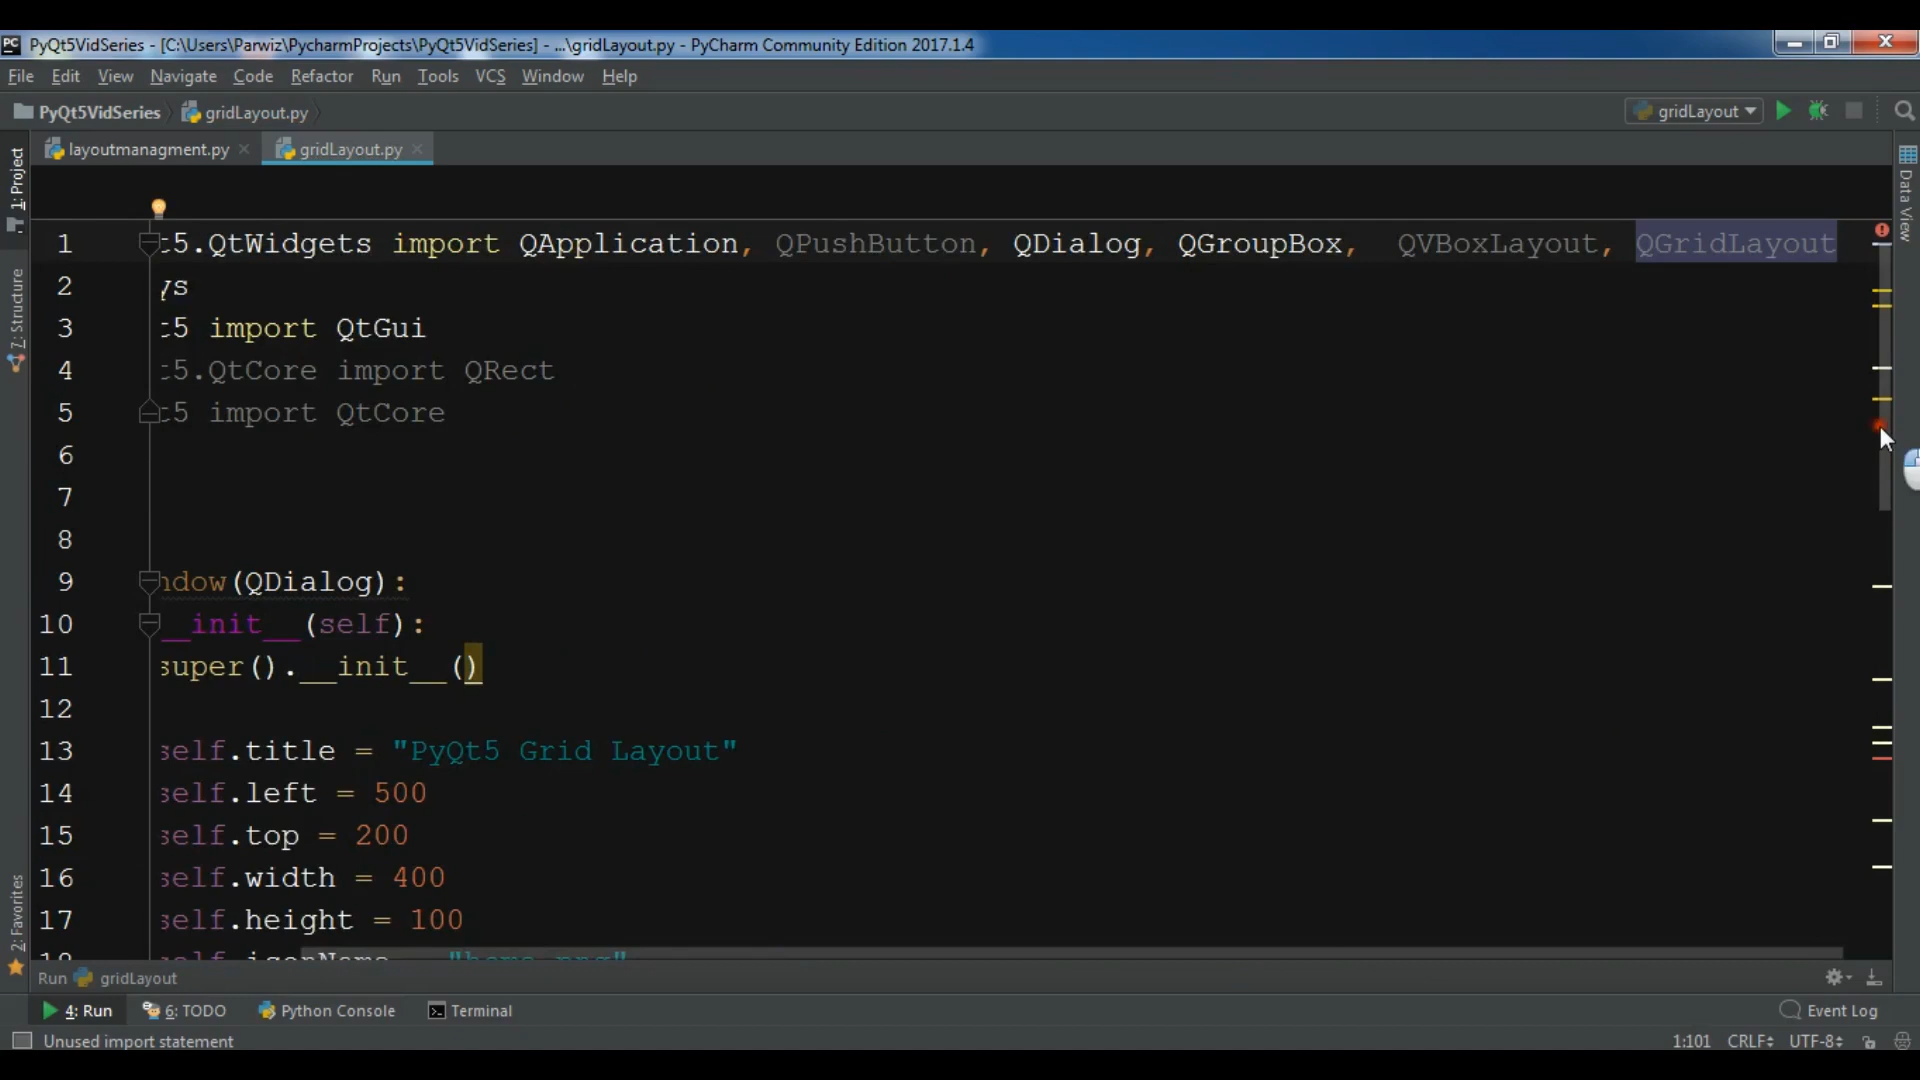 PyQt5VidSeries - [C:\Users\Parwiz\PycharmProjects\PyQt5VidSeries] - ...\gridLayout.py - PyCharm Community Edition 2017.1.4
File Edit View Navigate Code Refactor Run Tools VCS Window Help
PyQt5VidSeries gridLayout.py gridLayout
layoutmanagment.py gridLayout.py
1: Project
7: Structure
2: Favorites
Data View
1 t5.QtWidgets import QApplication, QPushButton, QDialog, QGroupBox, QVBoxLayout, QGridLayout
2 ys
3 t5 import QtGui
4 t5.QtCore import QRect
5 t5 import QtCore
6
7
8
9 ndow(QDialog):
10 __init__(self):
11 super().__init__()
12
13 self.title = "PyQt5 Grid Layout"
14 self.left = 500
15 self.top = 200
16 self.width = 400
17 self.height = 100
Run gridLayout
4: Run 6: TODO Python Console Terminal Event Log
Unused import statement 1:101 CRLF UTF-8